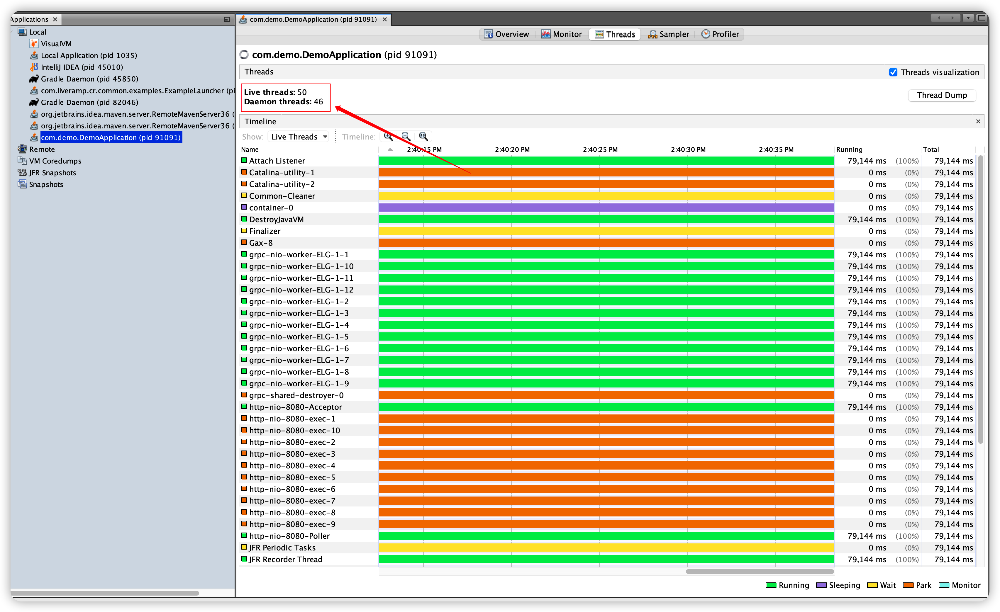 Applications
Local
VisualVM
Local Application (pid 1035)
IntelliJ IDEA (pid 45010)
Gradle Daemon (pid 45850)
com.liveramp.cr.common.examples.ExampleLauncher (pi
Gradle Daemon (pid 82046)
org.jetbrains.idea.maven.server.RemoteMavenServer36 (
org.jetbrains.idea.maven.server.RemoteMavenServer36 (
com.demo.DemoApplication (pid 91091)
Remote
VM Coredumps
JFR Snapshots
Snapshots
com.demo.DemoApplication (pid 91091)
Overview Monitor Threads Sampler Profiler
com.demo.DemoApplication (pid 91091)
Threads Threads visualization
Live threads: 50
Daemon threads: 46
Thread Dump
Timeline
Show: Live Threads Timeline:
Name 2:40:15 PM 2:40:20 PM 2:40:25 PM 2:40:30 PM 2:40:35 PM Running Total
Attach Listener 79,144 ms (100%) 79,144 ms
Catalina-utility-1 0 ms (0%) 79,144 ms
Catalina-utility-2 0 ms (0%) 79,144 ms
Common-Cleaner 0 ms (0%) 79,144 ms
container-0 0 ms (0%) 79,144 ms
DestroyJavaVM 79,144 ms (100%) 79,144 ms
Finalizer 0 ms (0%) 79,144 ms
Gax-8 0 ms (0%) 79,144 ms
grpc-nio-worker-ELG-1-1 79,144 ms (100%) 79,144 ms
grpc-nio-worker-ELG-1-10 79,144 ms (100%) 79,144 ms
grpc-nio-worker-ELG-1-11 79,144 ms (100%) 79,144 ms
grpc-nio-worker-ELG-1-12 79,144 ms (100%) 79,144 ms
grpc-nio-worker-ELG-1-2 79,144 ms (100%) 79,144 ms
grpc-nio-worker-ELG-1-3 79,144 ms (100%) 79,144 ms
grpc-nio-worker-ELG-1-4 79,144 ms (100%) 79,144 ms
grpc-nio-worker-ELG-1-5 79,144 ms (100%) 79,144 ms
grpc-nio-worker-ELG-1-6 79,144 ms (100%) 79,144 ms
grpc-nio-worker-ELG-1-7 79,144 ms (100%) 79,144 ms
grpc-nio-worker-ELG-1-8 79,144 ms (100%) 79,144 ms
grpc-nio-worker-ELG-1-9 79,144 ms (100%) 79,144 ms
grpc-shared-destroyer-0 0 ms (0%) 79,144 ms
http-nio-8080-Acceptor 79,144 ms (100%) 79,144 ms
http-nio-8080-exec-1 0 ms (0%) 79,144 ms
http-nio-8080-exec-10 0 ms (0%) 79,144 ms
http-nio-8080-exec-2 0 ms (0%) 79,144 ms
http-nio-8080-exec-3 0 ms (0%) 79,144 ms
http-nio-8080-exec-4 0 ms (0%) 79,144 ms
http-nio-8080-exec-5 0 ms (0%) 79,144 ms
http-nio-8080-exec-6 0 ms (0%) 79,144 ms
http-nio-8080-exec-7 0 ms (0%) 79,144 ms
http-nio-8080-exec-8 0 ms (0%) 79,144 ms
http-nio-8080-exec-9 0 ms (0%) 79,144 ms
http-nio-8080-Poller 79,144 ms (100%) 79,144 ms
JFR Periodic Tasks 0 ms (0%) 79,144 ms
JFR Recorder Thread 79,144 ms (100%) 79,144 ms
Running Sleeping Wait Park Monitor